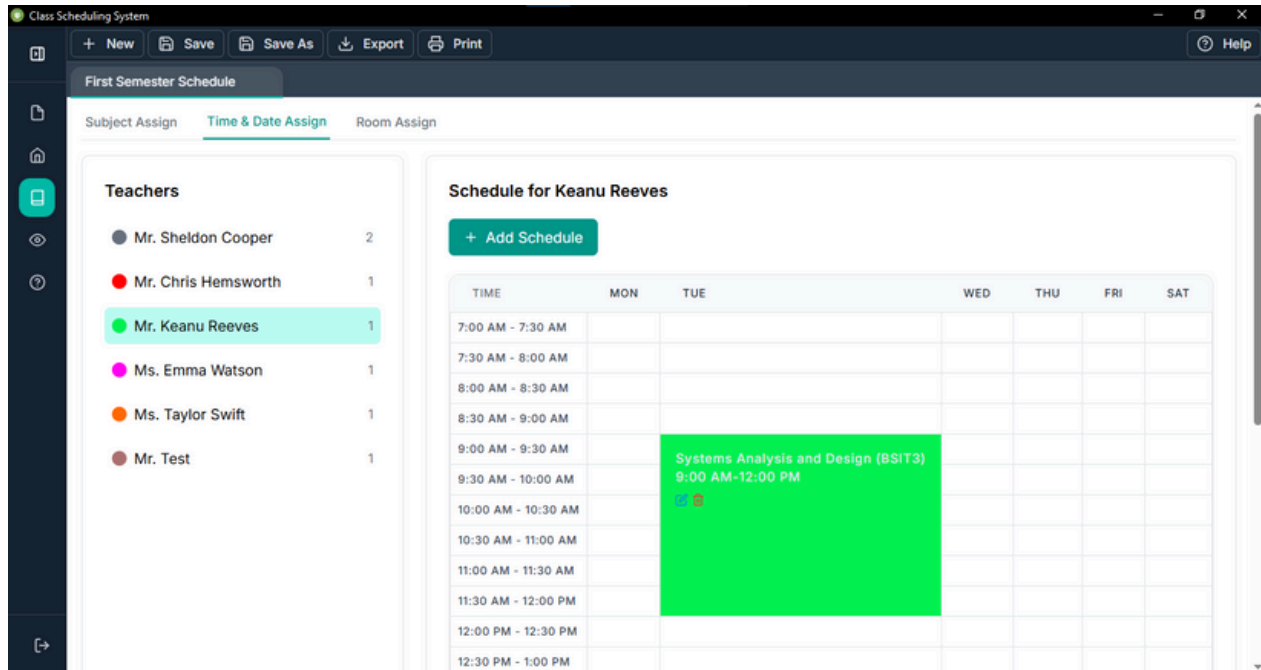 Class Scheduling System
New Save Save As Export Print Help
First Semester Schedule
Subject Assign Time & Date Assign Room Assign
Teachers
Mr. Sheldon Cooper 2
Mr. Chris Hemsworth 1
Mr. Keanu Reeves 1
Ms. Emma Watson 1
Ms. Taylor Swift 1
Mr. Test 1
Schedule for Keanu Reeves
+ Add Schedule
TIME MON TUE WED THU FRI SAT
7:00 AM - 7:30 AM
7:30 AM - 8:00 AM
8:00 AM - 8:30 AM
8:30 AM - 9:00 AM
9:00 AM - 9:30 AM
Systems Analysis and Design (BSIT3)
9:00 AM-12:00 PM
9:30 AM - 10:00 AM
10:00 AM - 10:30 AM
10:30 AM - 11:00 AM
11:00 AM - 11:30 AM
11:30 AM - 12:00 PM
12:00 PM - 12:30 PM
12:30 PM - 1:00 PM